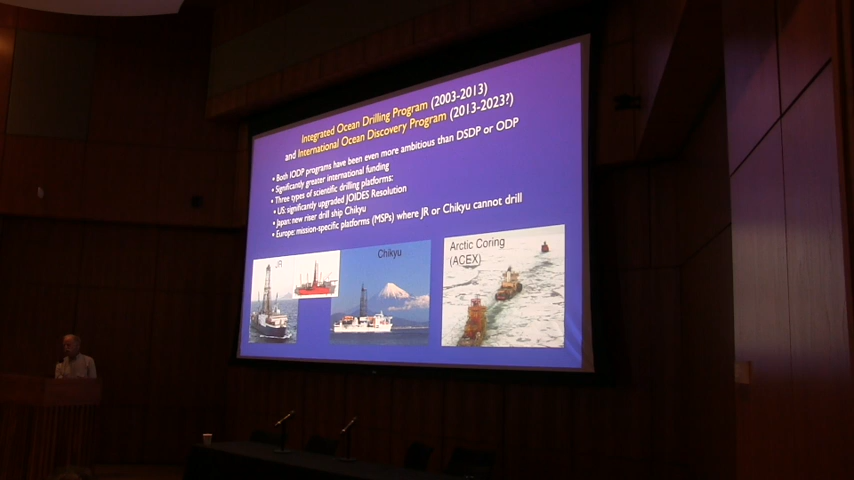 Integrated Ocean Drilling Program (2003-2013)
and International Ocean Discovery Program (2013-2023?)
• Both IODP programs have been even more ambitious than DSDP or ODP
• Significantly greater international funding
• Three types of scientific drilling platforms:
• US: significantly upgraded JOIDES Resolution
• Japan: new riser drill ship Chikyu
• Europe: mission-specific platforms (MSPs) where JR or Chikyu cannot drill
JR
Chikyu
Arctic Coring
(ACEX)